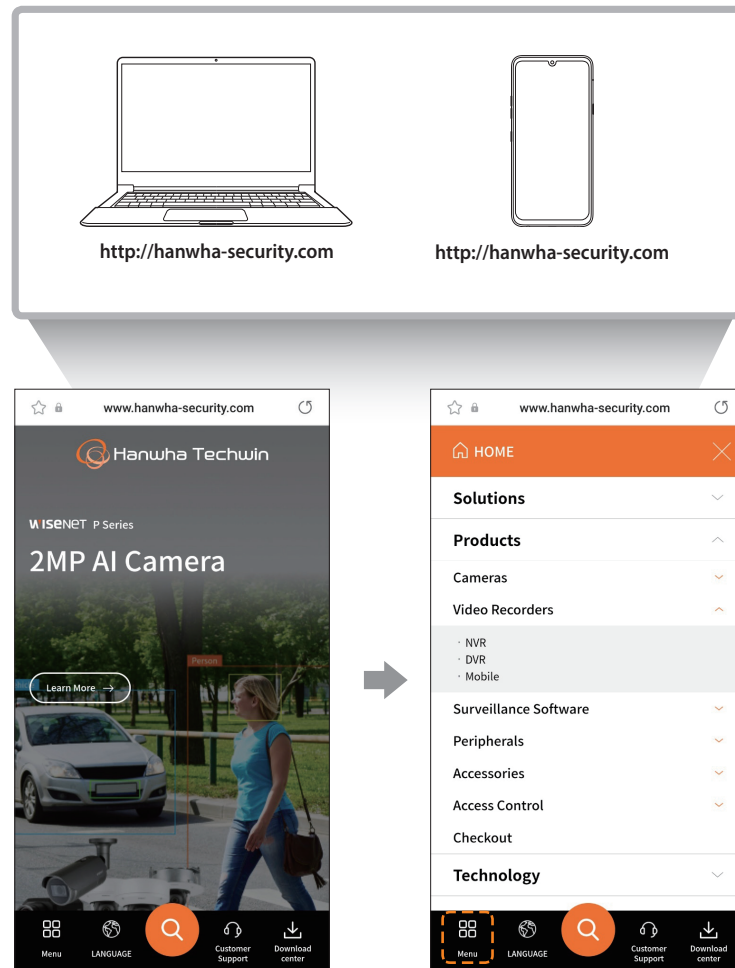 http://hanwha-security.com
http://hanwha-security.com
www.hanwha-security.com
Hanwha Techwin
WISENET P Series
2MP AI Camera
Person
Learn More →
Menu
LANGUAGE
Customer
Support
Download
center
www.hanwha-security.com
HOME
Solutions
Products
Cameras
Video Recorders
· NVR
· DVR
· Mobile
Surveillance Software
Peripherals
Accessories
Access Control
Checkout
Technology
Menu
LANGUAGE
Customer
Support
Download
center